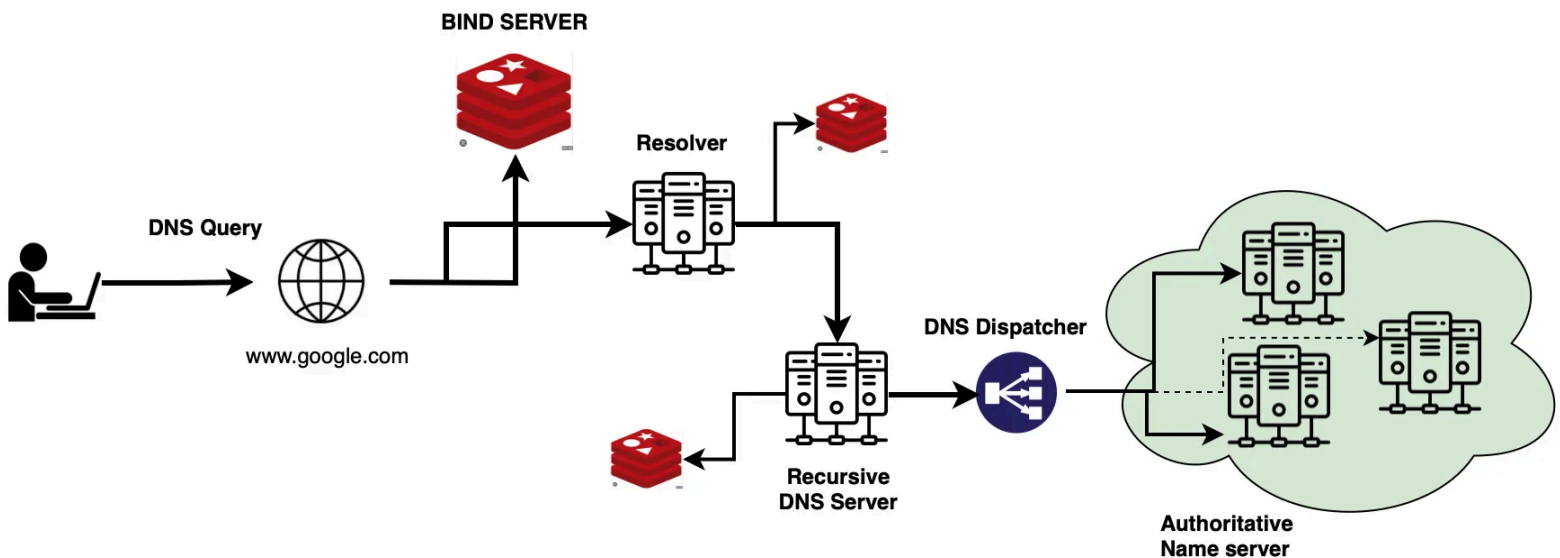 BIND SERVER
Resolver
DNS Query
www.google.com
DNS Dispatcher
Recursive
DNS Server
Authoritative
Name server